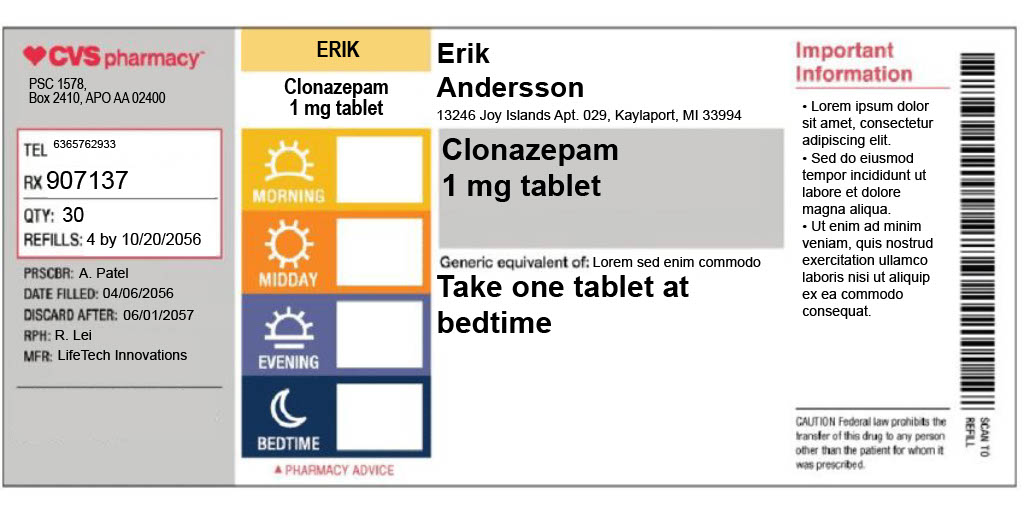 CVS pharmacy
PSC 1578,
Box 2410, APO AA 02400
TEL 6365762933
RX 907137
QTY: 30
REFILLS: 4 by 10/20/2056
PRSCBR: A. Patel
DATE FILLED: 04/06/2056
DISCARD AFTER: 06/01/2057
RPH: R. Lei
MFR: LifeTech Innovations
ERIK
Clonazepam
1 mg tablet
MORNING
MIDDAY
EVENING
BEDTIME
▲ PHARMACY ADVICE
Erik
Andersson
13246 Joy Islands Apt. 029, Kaylaport, MI 33994
Clonazepam
1 mg tablet
Generic equivalent of: Lorem sed enim commodo
Take one tablet at
bedtime
Important
Information
• Lorem ipsum dolor
sit amet, consectetur
adipiscing elit.
• Sed do eiusmod
tempor incididunt ut
labore et dolore
magna aliqua.
• Ut enim ad minim
veniam, quis nostrud
exercitation ullamco
laboris nisi ut aliquip
ex ea commodo
consequat.
CAUTION Federal law prohibits the
transfer of this drug to any person
other than the patient for whom it
was prescribed.
SCAN TO
REFILL